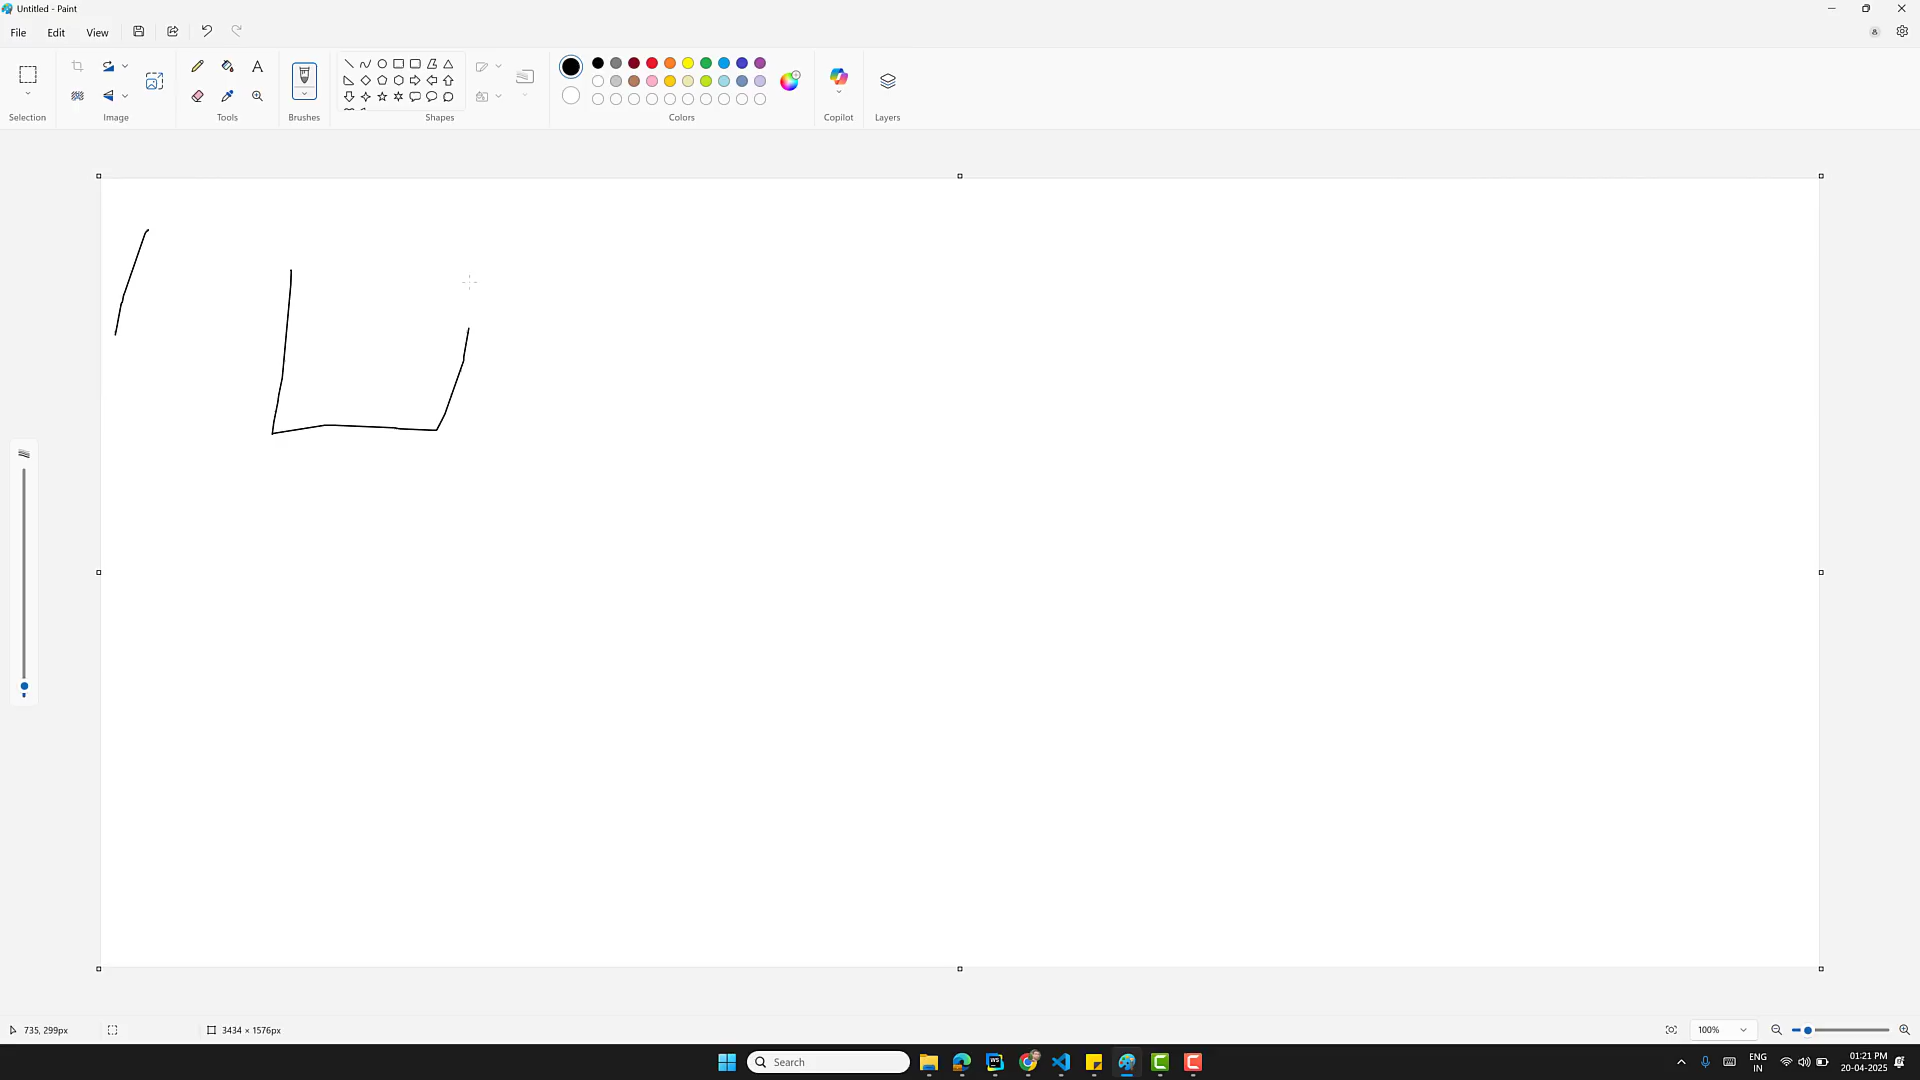 Untitled - Paint
File Edit View
Selection Image Tools Brushes Shapes Colors Copilot Layers
735, 299px 3434 × 1576px 100%
Search ENG 01:21 PM
IN 20-04-2025